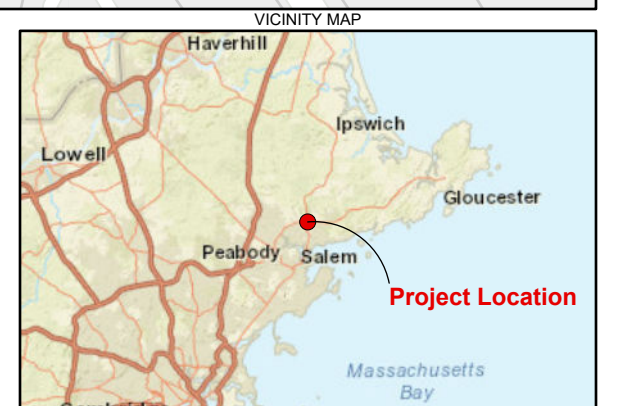 VICINITY MAP
Haverhill
Ipswich
Lowell
Gloucester
Peabody
Salem
Project Location
Massachusetts
Bay